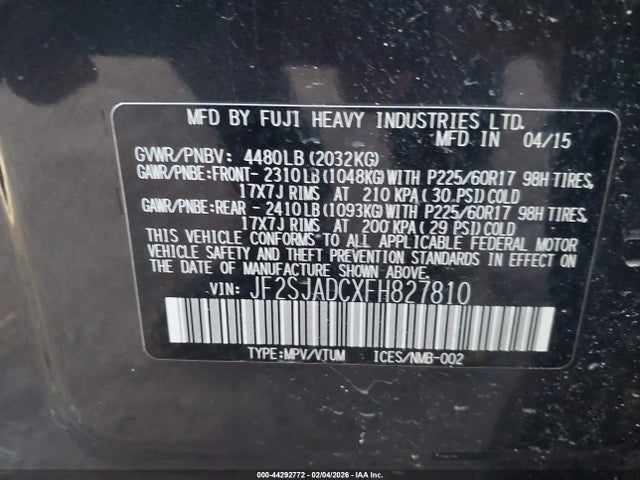 MFD BY FUJI HEAVY INDUSTRIES LTD.
MFD IN 04/15
GVWR/PNBV: 4480LB(2032KG)
GAWR/PNBE:FRONT- 2310LB(1048KG) WITH P225/60R17 98H TIRES,
17X7J RIMS AT 210 KPA( 30.PSI)COLD
GAWR/PNBE:REAR - 2410LB(1093KG) WITH P225/60R17 98H TIRES,
17X7J RIMS AT 200 KPA( 29 PSI)COLD
THIS VEHICLE CONFORMS TO ALL APPLICABLE FEDERAL MOTOR
VEHICLE SAFETY AND THEFT PREVENTION STANDARDS IN EFFECT
ON THE DATE OF MANUFACTURE SHOWN ABOVE.
VIN: JF2SJADCXFH827810
TYPE:MPV/VTUM ICES/NMB-002
000-44292772 - 02/04/2026 - IAA Inc.